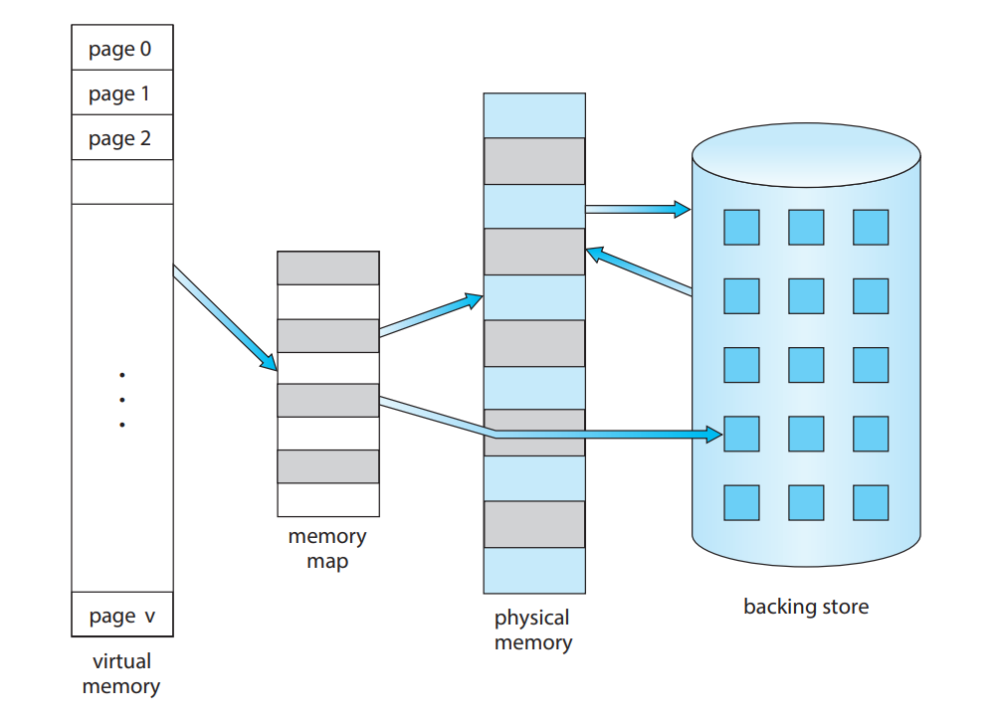 page 0
page 1
page 2
page v
virtual
memory
memory
map
physical
memory
backing store